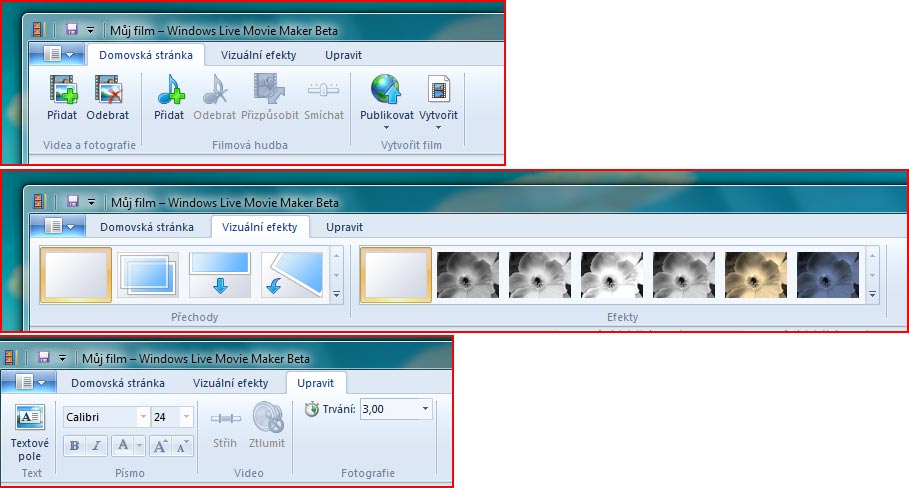 Můj film – Windows Live Movie Maker Beta
Domovská stránka Vizuální efekty Upravit
Přidat Odebrat Přidat Odebrat Přizpůsobit Smíchat Publikovat Vytvořit
Videa a fotografie Filmová hudba Vytvořit film
Můj film – Windows Live Movie Maker Beta
Domovská stránka Vizuální efekty Upravit
Přechody Efekty
Můj film – Windows Live Movie Maker Beta
Domovská stránka Vizuální efekty Upravit
Calibri 24 Trvání: 3,00
Textové pole B I A A A Střih Ztlumit
Text Písmo Video Fotografie